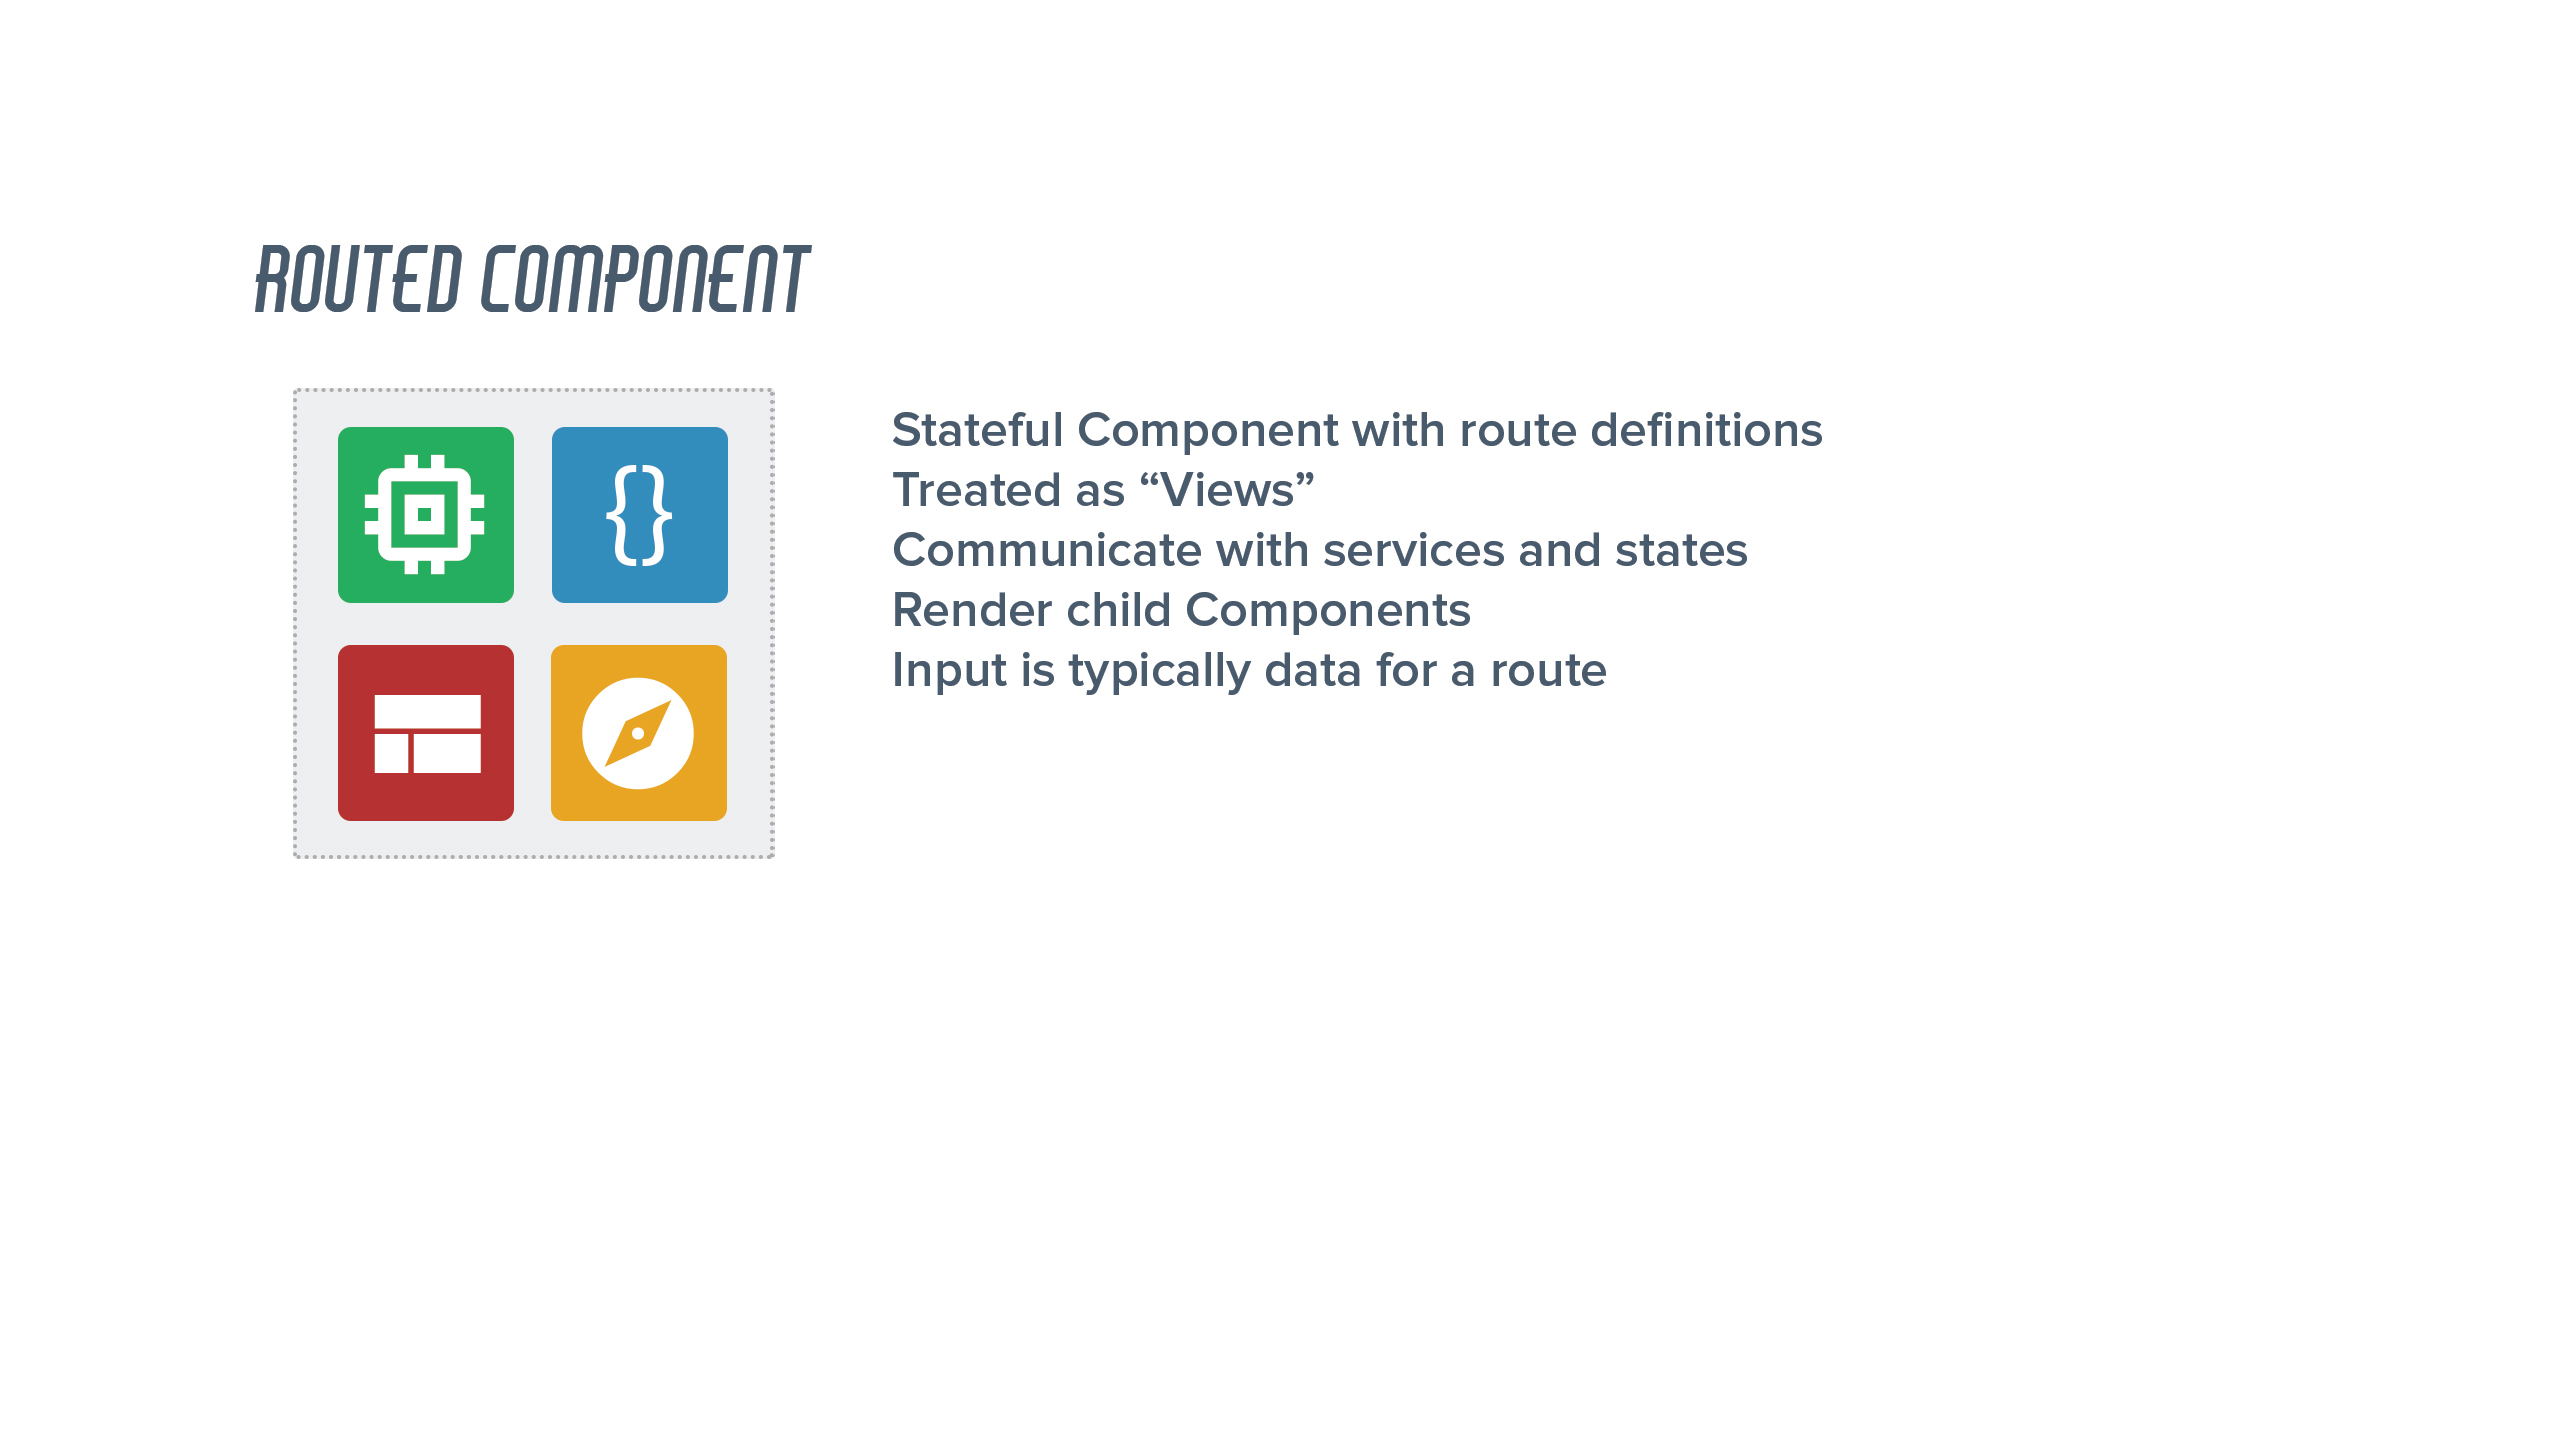 ROUTED COMPONENT
{}
Stateful Component with route definitions
Treated as “Views”
Communicate with services and states
Render child Components
Input is typically data for a route